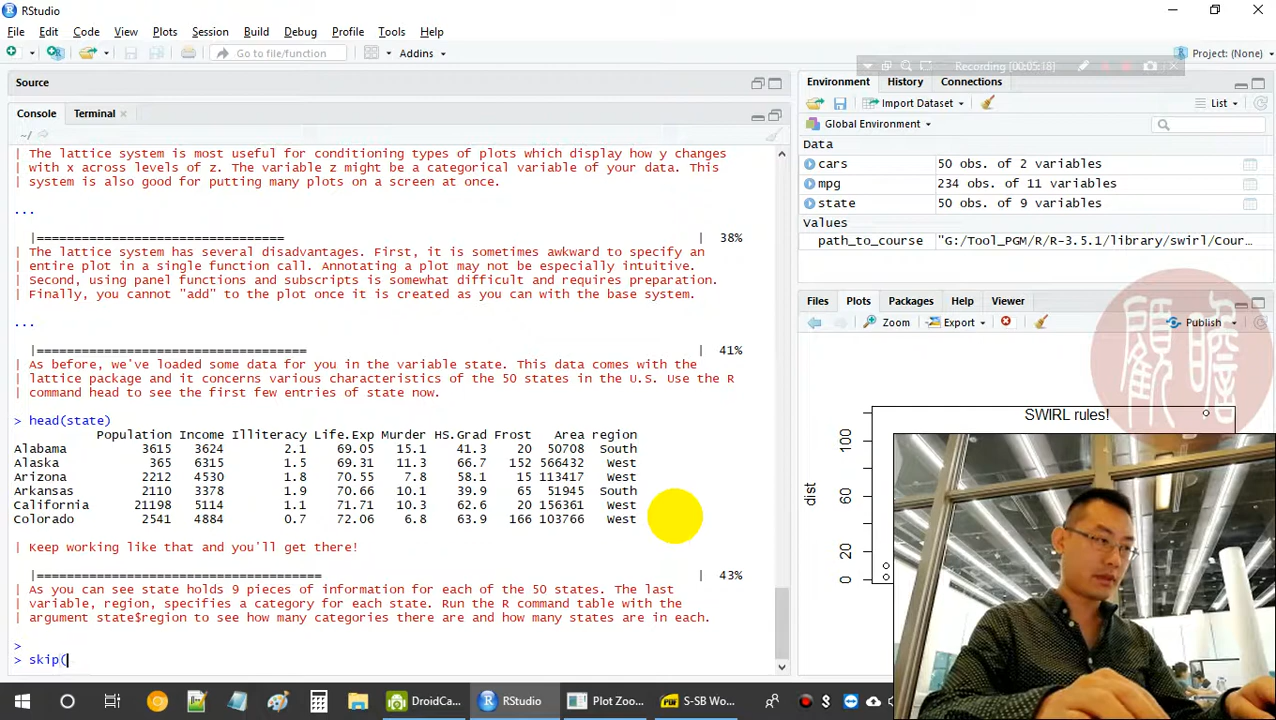 RStudio
File Edit Code View Plots Session Build Debug Profile Tools Help
Go to file/function
Addins
Project: (None)
Recording [00:05:18]
Source
Console Terminal
~/
| The lattice system is most useful for conditioning types of plots which display how y changes
| with x across levels of z. The variable z might be a categorical variable of your data. This
| system is also good for putting many plots on a screen at once.
...
|================================= | 38%
| The lattice system has several disadvantages. First, it is sometimes awkward to specify an
| entire plot in a single function call. Annotating a plot may not be especially intuitive.
| Second, using panel functions and subscripts is somewhat difficult and requires preparation.
| Finally, you cannot "add" to the plot once it is created as you can with the base system.
...
|==================================== | 41%
| As before, we've loaded some data for you in the variable state. This data comes with the
| lattice package and it concerns various characteristics of the 50 states in the U.S. Use the R
| command head to see the first few entries of state now.
> head(state)
Population Income Illiteracy Life.Exp Murder HS.Grad Frost Area region
Alabama 3615 3624 2.1 69.05 15.1 41.3 20 50708 South
Alaska 365 6315 1.5 69.31 11.3 66.7 152 566432 West
Arizona 2212 4530 1.8 70.55 7.8 58.1 15 113417 West
Arkansas 2110 3378 1.9 70.66 10.1 39.9 65 51945 South
California 21198 5114 1.1 71.71 10.3 62.6 20 156361 West
Colorado 2541 4884 0.7 72.06 6.8 63.9 166 103766 West
| Keep working like that and you'll get there!
|====================================== | 43%
| As you can see state holds 9 pieces of information for each of the 50 states. The last
| variable, region, specifies a category for each state. Run the R command table with the
| argument state$region to see how many categories there are and how many states are in each.
>
> skip(
Environment History Connections
Import Dataset
List
Global Environment
Data
cars 50 obs. of 2 variables
mpg 234 obs. of 11 variables
state 50 obs. of 9 variables
Values
path_to_course "G:/Tool_PGM/R/R-3.5.1/library/swirl/Cour…
Files Plots Packages Help Viewer
Zoom Export Publish
SWIRL rules!
dist
100
60
20
0
DroidCa... RStudio Plot Zoo... S-SB Wo...